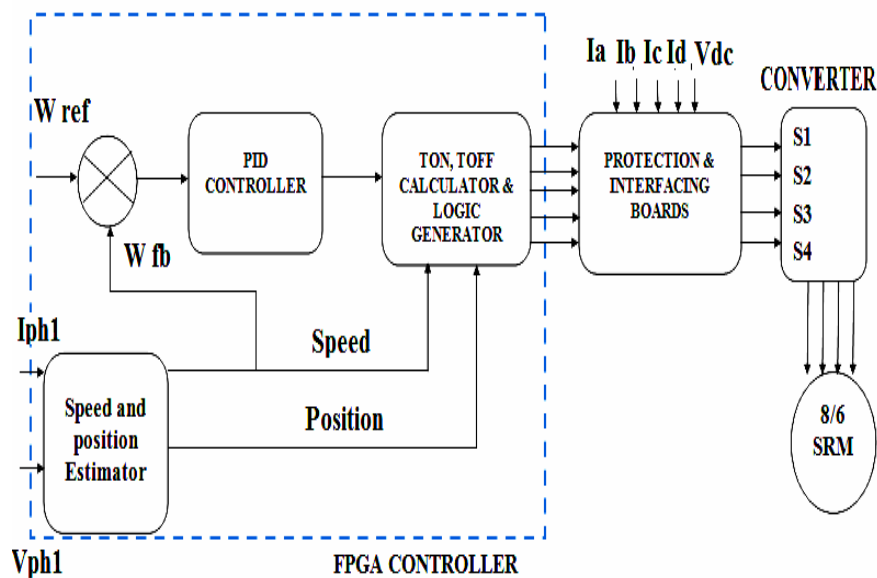 Ia Ib Ic Id Vdc
CONVERTER
W ref
PID
CONTROLLER
TON, TOFF
CALCULATOR &
LOGIC
GENERATOR
PROTECTION &
INTERFACING
BOARDS
S1
S2
S3
S4
W fb
Iph1
Speed
Speed and
position
Estimator
Position
8/6
SRM
Vph1
FPGA CONTROLLER